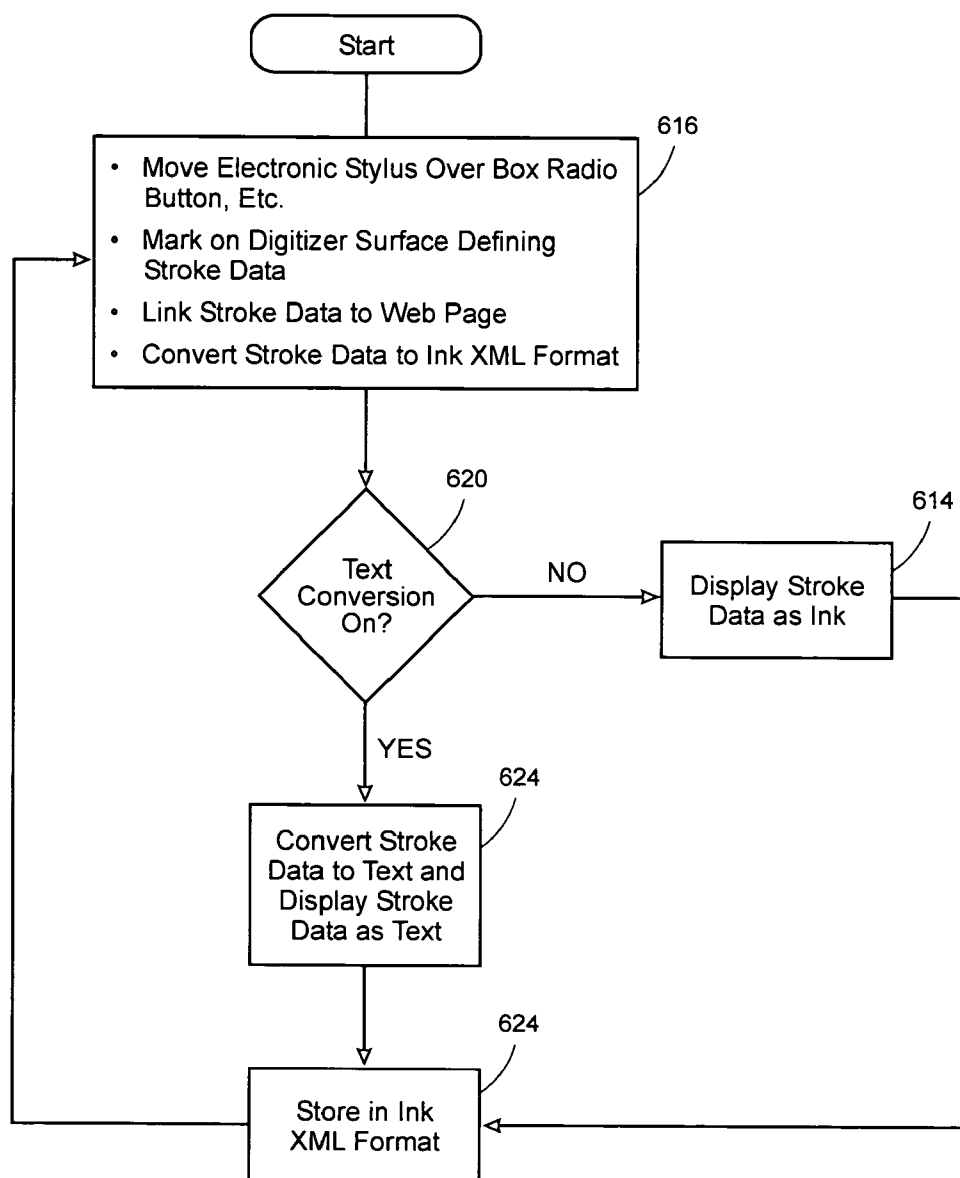 Start
616
• Move Electronic Stylus Over Box Radio
Button, Etc.
• Mark on Digitizer Surface Defining
Stroke Data
• Link Stroke Data to Web Page
• Convert Stroke Data to Ink XML Format
620
Text
Conversion
On?
NO
614
Display Stroke
Data as Ink
YES
624
Convert Stroke
Data to Text and
Display Stroke
Data as Text
624
Store in Ink
XML Format